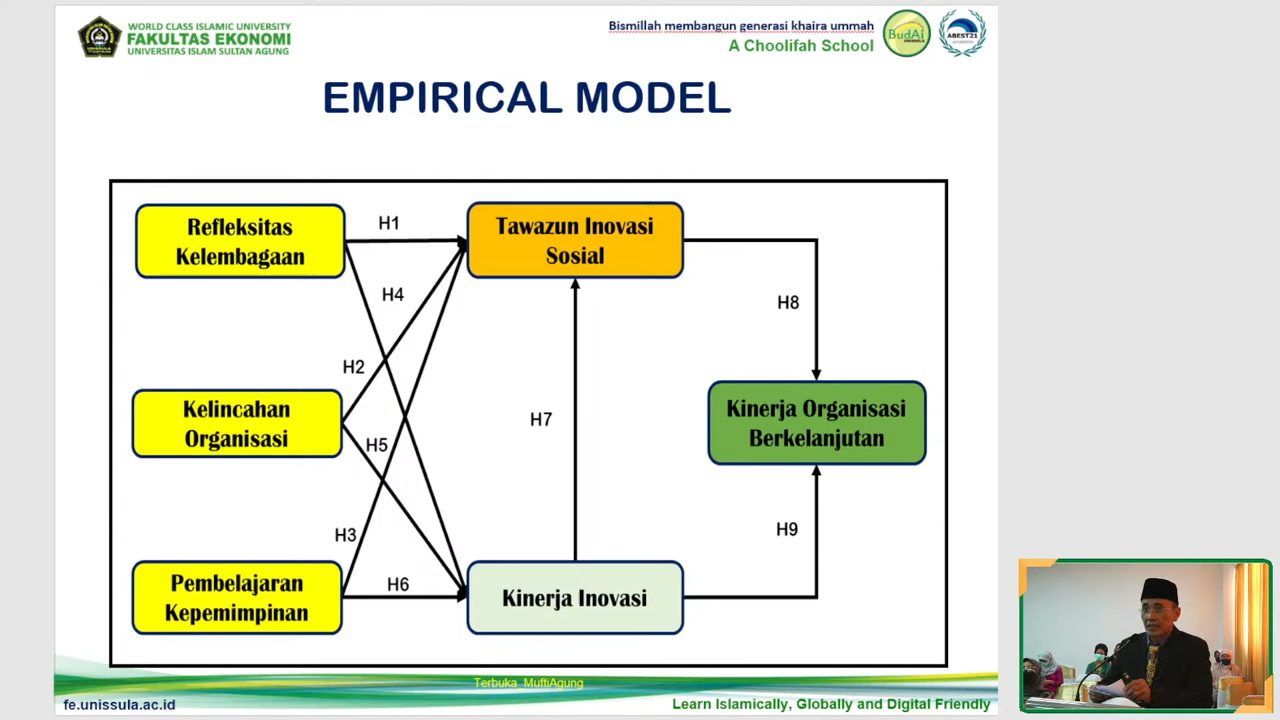 WORLD CLASS ISLAMIC UNIVERSITY
FAKULTAS EKONOMI
UNIVERSITAS ISLAM SULTAN AGUNG
Bismillah membangun generasi khaira ummah
A Choolifah School
BudAi
ABEST21
EMPIRICAL MODEL
Refleksitas
Kelembagaan
H1
Tawazun Inovasi
Sosial
H4
H8
H2
Kelincahan
Organisasi
H5
H7
Kinerja Organisasi
Berkelanjutan
H3
H9
Pembelajaran
Kepemimpinan
H6
Kinerja Inovasi
Terbuka MuftiAgung
fe.unissula.ac.id
Learn Islamically, Globally and Digital Friendly